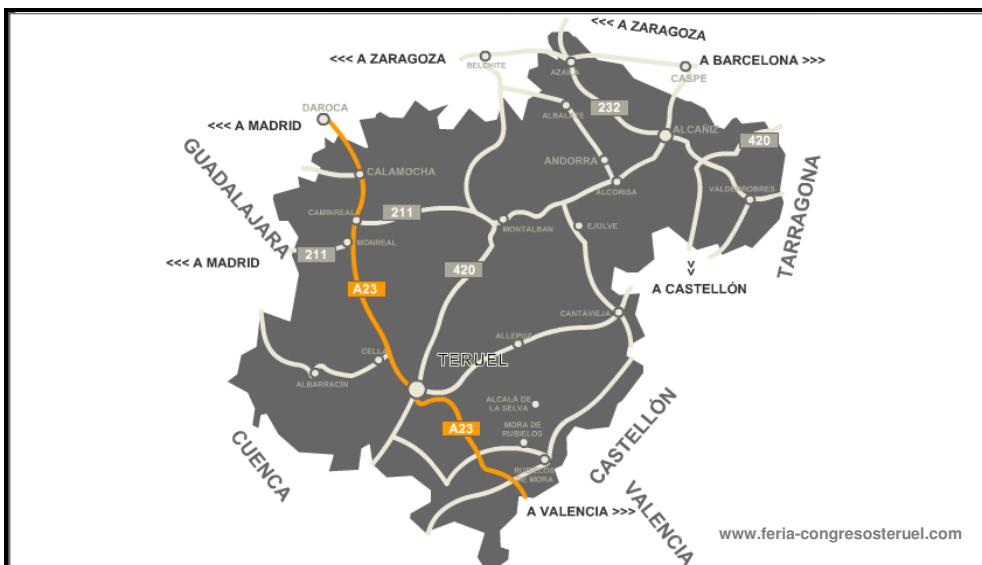 <<< A ZARAGOZA
<<< A ZARAGOZA
A BARCELONA >>>
BELCHITE
AZAILA
CASPE
DAROCA
232
ALBALATE
<<< A MADRID
ALCAÑIZ
420
GUADALAJARA
ANDORRA
CALAMOCHA
ALCORISA
VALDERROBRES
TARRAGONA
CAMINREAL
211
MONTALBAN
EJULVE
MONREAL
211
<<< A MADRID
420
>>
A23
A CASTELLÓN
CANTAVIEJA
ALLEPUZ
CELLA
TERUEL
ALBARRACÍN
ALCALÁ DE
LA SELVA
MORA DE
RUBIELOS
A23
CUENCA
CASTELLÓN
RUBIELOS
DE MORA
VALENCIA
A VALENCIA >>>
www.feria-congresosteruel.com